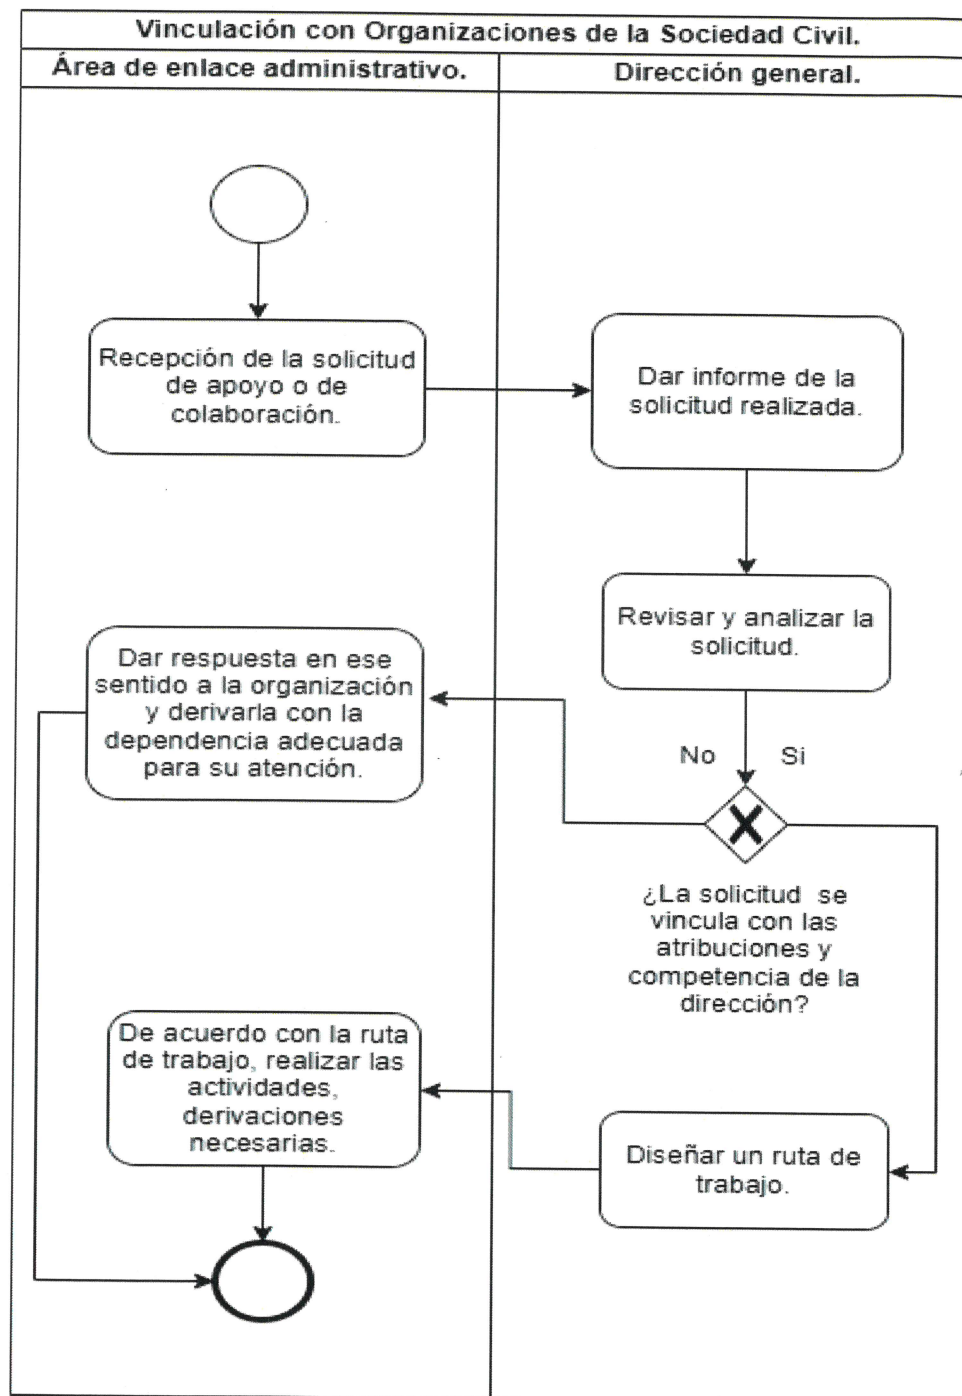 Vinculación con Organizaciones de la Sociedad Civil.
Área de enlace administrativo.
Dirección general.
Recepción de la solicitud
de apoyo o de
colaboración.
Dar informe de la
solicitud realizada.
Revisar y analizar la
solicitud.
Dar respuesta en ese
sentido a la organización
y derivarla con la
dependencia adecuada
para su atención.
No
Si
¿La solicitud se
vincula con las
atribuciones y
competencia de la
dirección?
De acuerdo con la ruta
de trabajo, realizar las
actividades,
derivaciones
necesarias.
Diseñar un ruta de
trabajo.